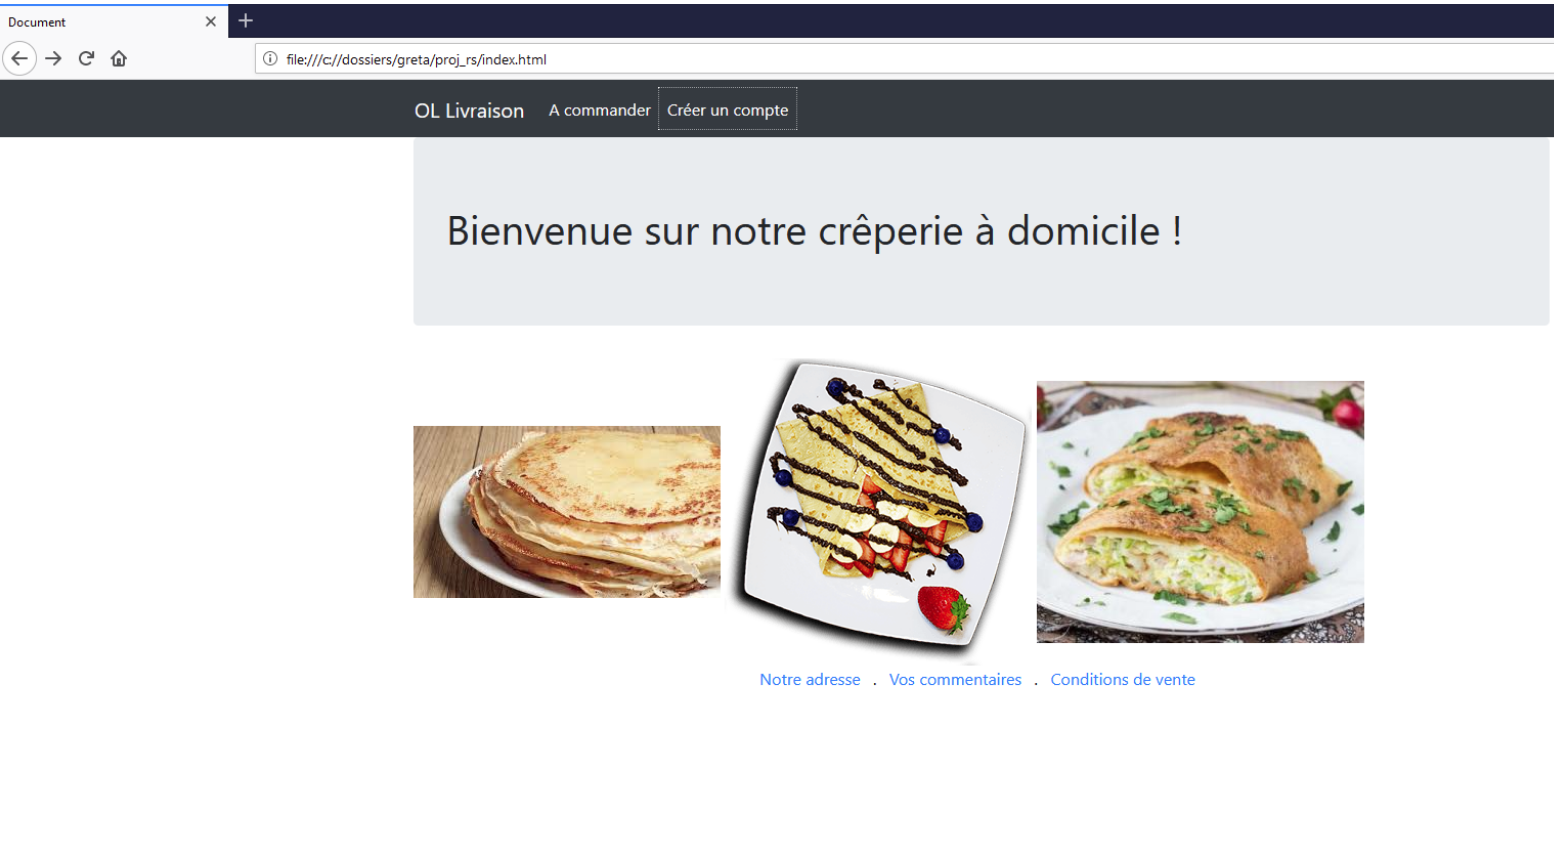 Document
file:///c://dossiers/greta/proj_rs/index.html
OL Livraison A commander Créer un compte
Bienvenue sur notre crêperie à domicile !
Notre adresse . Vos commentaires . Conditions de vente